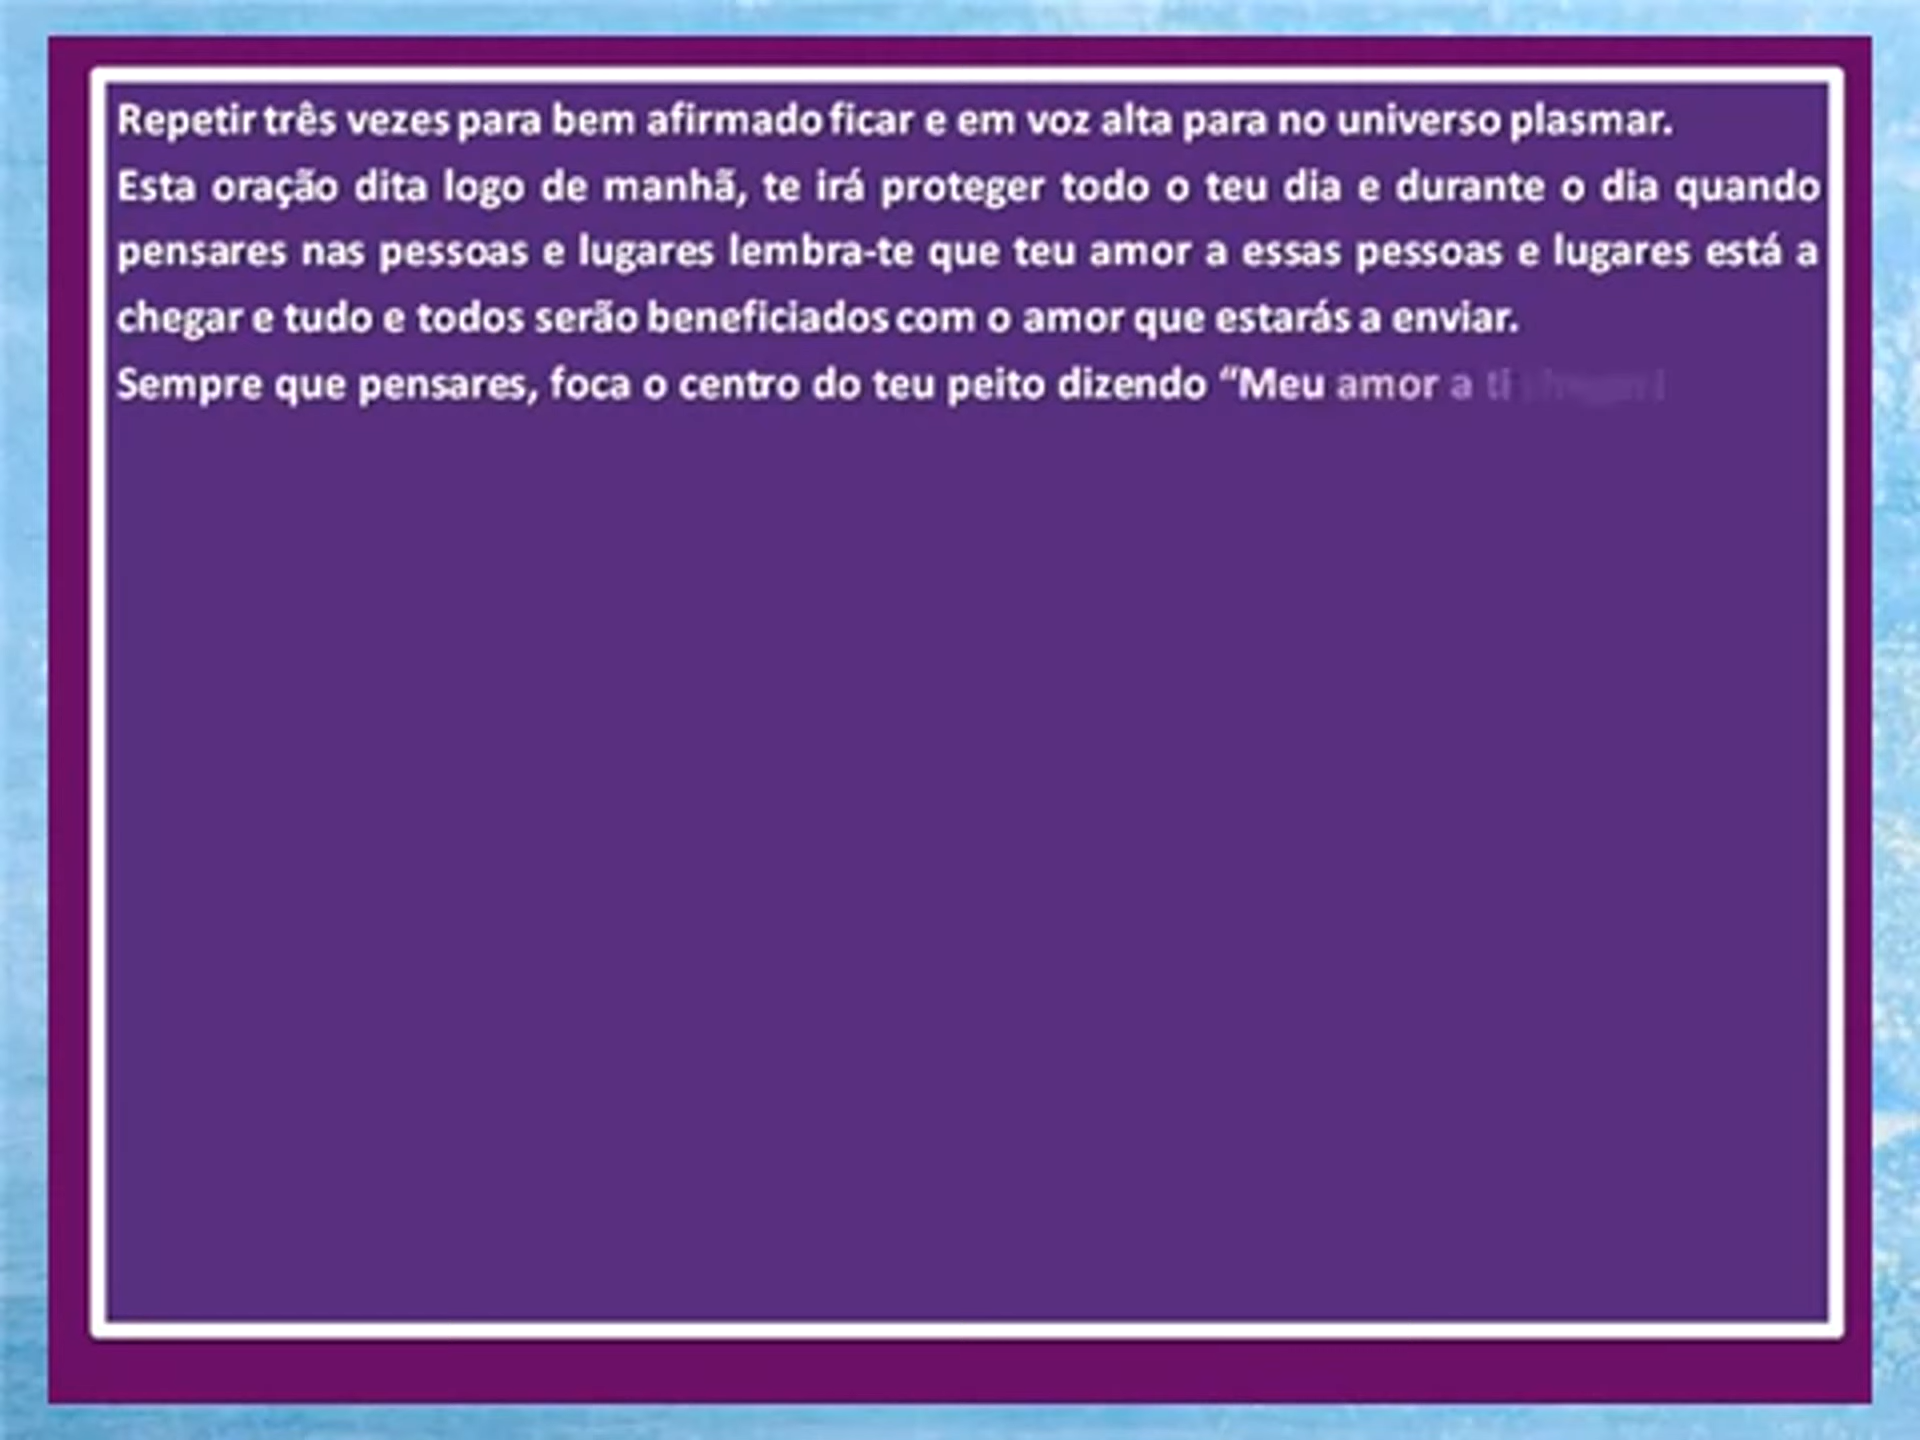 Repetir três vezes para bem afirmado ficar e em voz alta para no universo plasmar.
Esta oração dita logo de manhã, te irá proteger todo o teu dia e durante o dia quando
pensares nas pessoas e lugares lembra-te que teu amor a essas pessoas e lugares está a
chegar e tudo e todos serão beneficiados com o amor que estarás a enviar.
Sempre que pensares, foca o centro do teu peito dizendo “Meu amor a ti